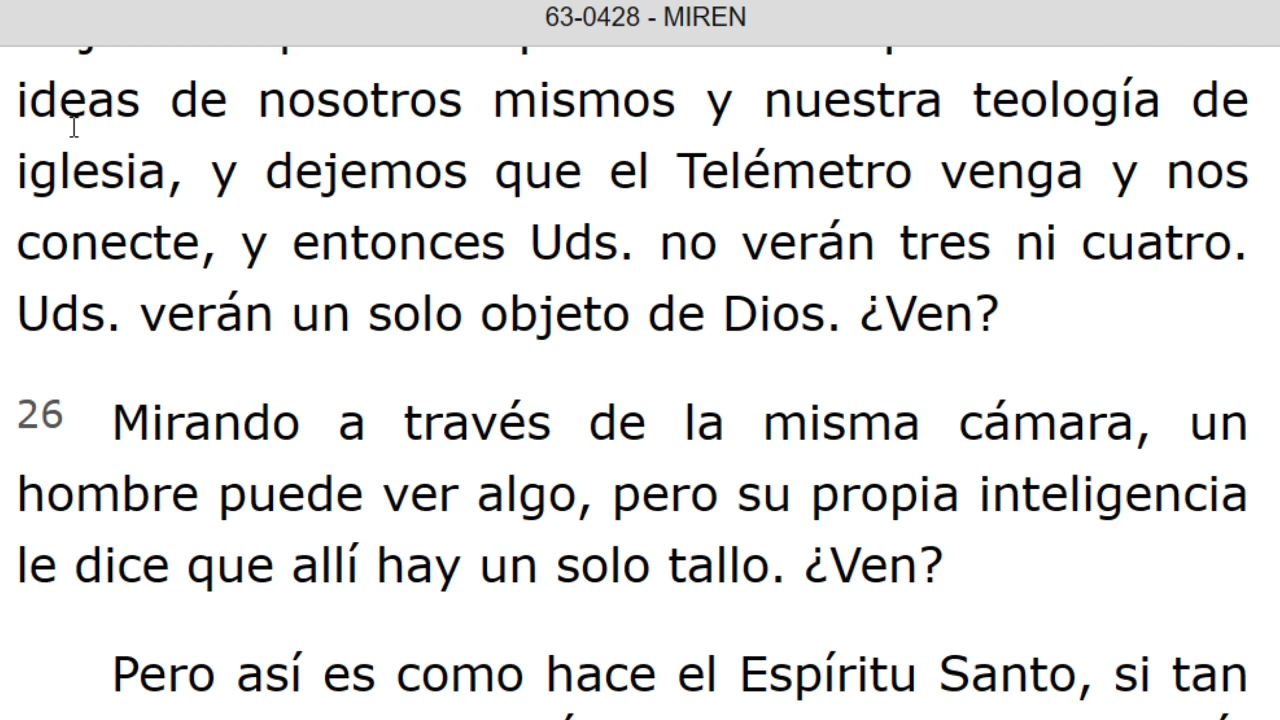 63-0428 - MIREN
ideas de nosotros mismos y nuestra teología de
iglesia, y dejemos que el Telémetro venga y nos
conecte, y entonces Uds. no verán tres ni cuatro.
Uds. verán un solo objeto de Dios. ¿Ven?
26 Mirando a través de la misma cámara, un
hombre puede ver algo, pero su propia inteligencia
le dice que allí hay un solo tallo. ¿Ven?
Pero así es como hace el Espíritu Santo, si tan